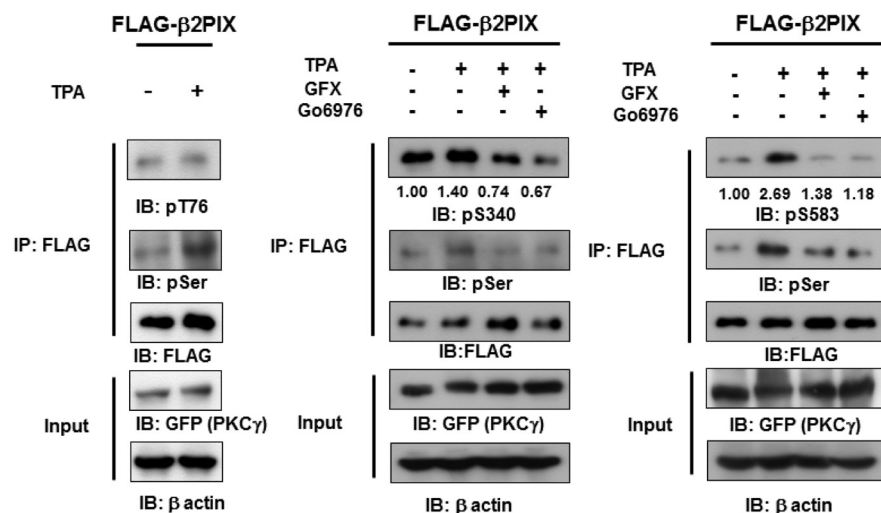 FLAG-β2PIX
TPA - +
IB: pT76
IP: FLAG
IB: pSer
IB: FLAG
Input
IB: GFP (PKCγ)
IB: β actin
FLAG-β2PIX
TPA - + + +
GFX - - + -
Go6976 - - - +
1.00 1.40 0.74 0.67
IB: pS340
IP: FLAG
IB: pSer
IB:FLAG
Input
IB: GFP (PKCγ)
IB: β actin
FLAG-β2PIX
TPA - + + +
GFX - - + -
Go6976 - - - +
1.00 2.69 1.38 1.18
IB: pS583
IP: FLAG
IB: pSer
IB:FLAG
Input
IB: GFP (PKCγ)
IB: β actin